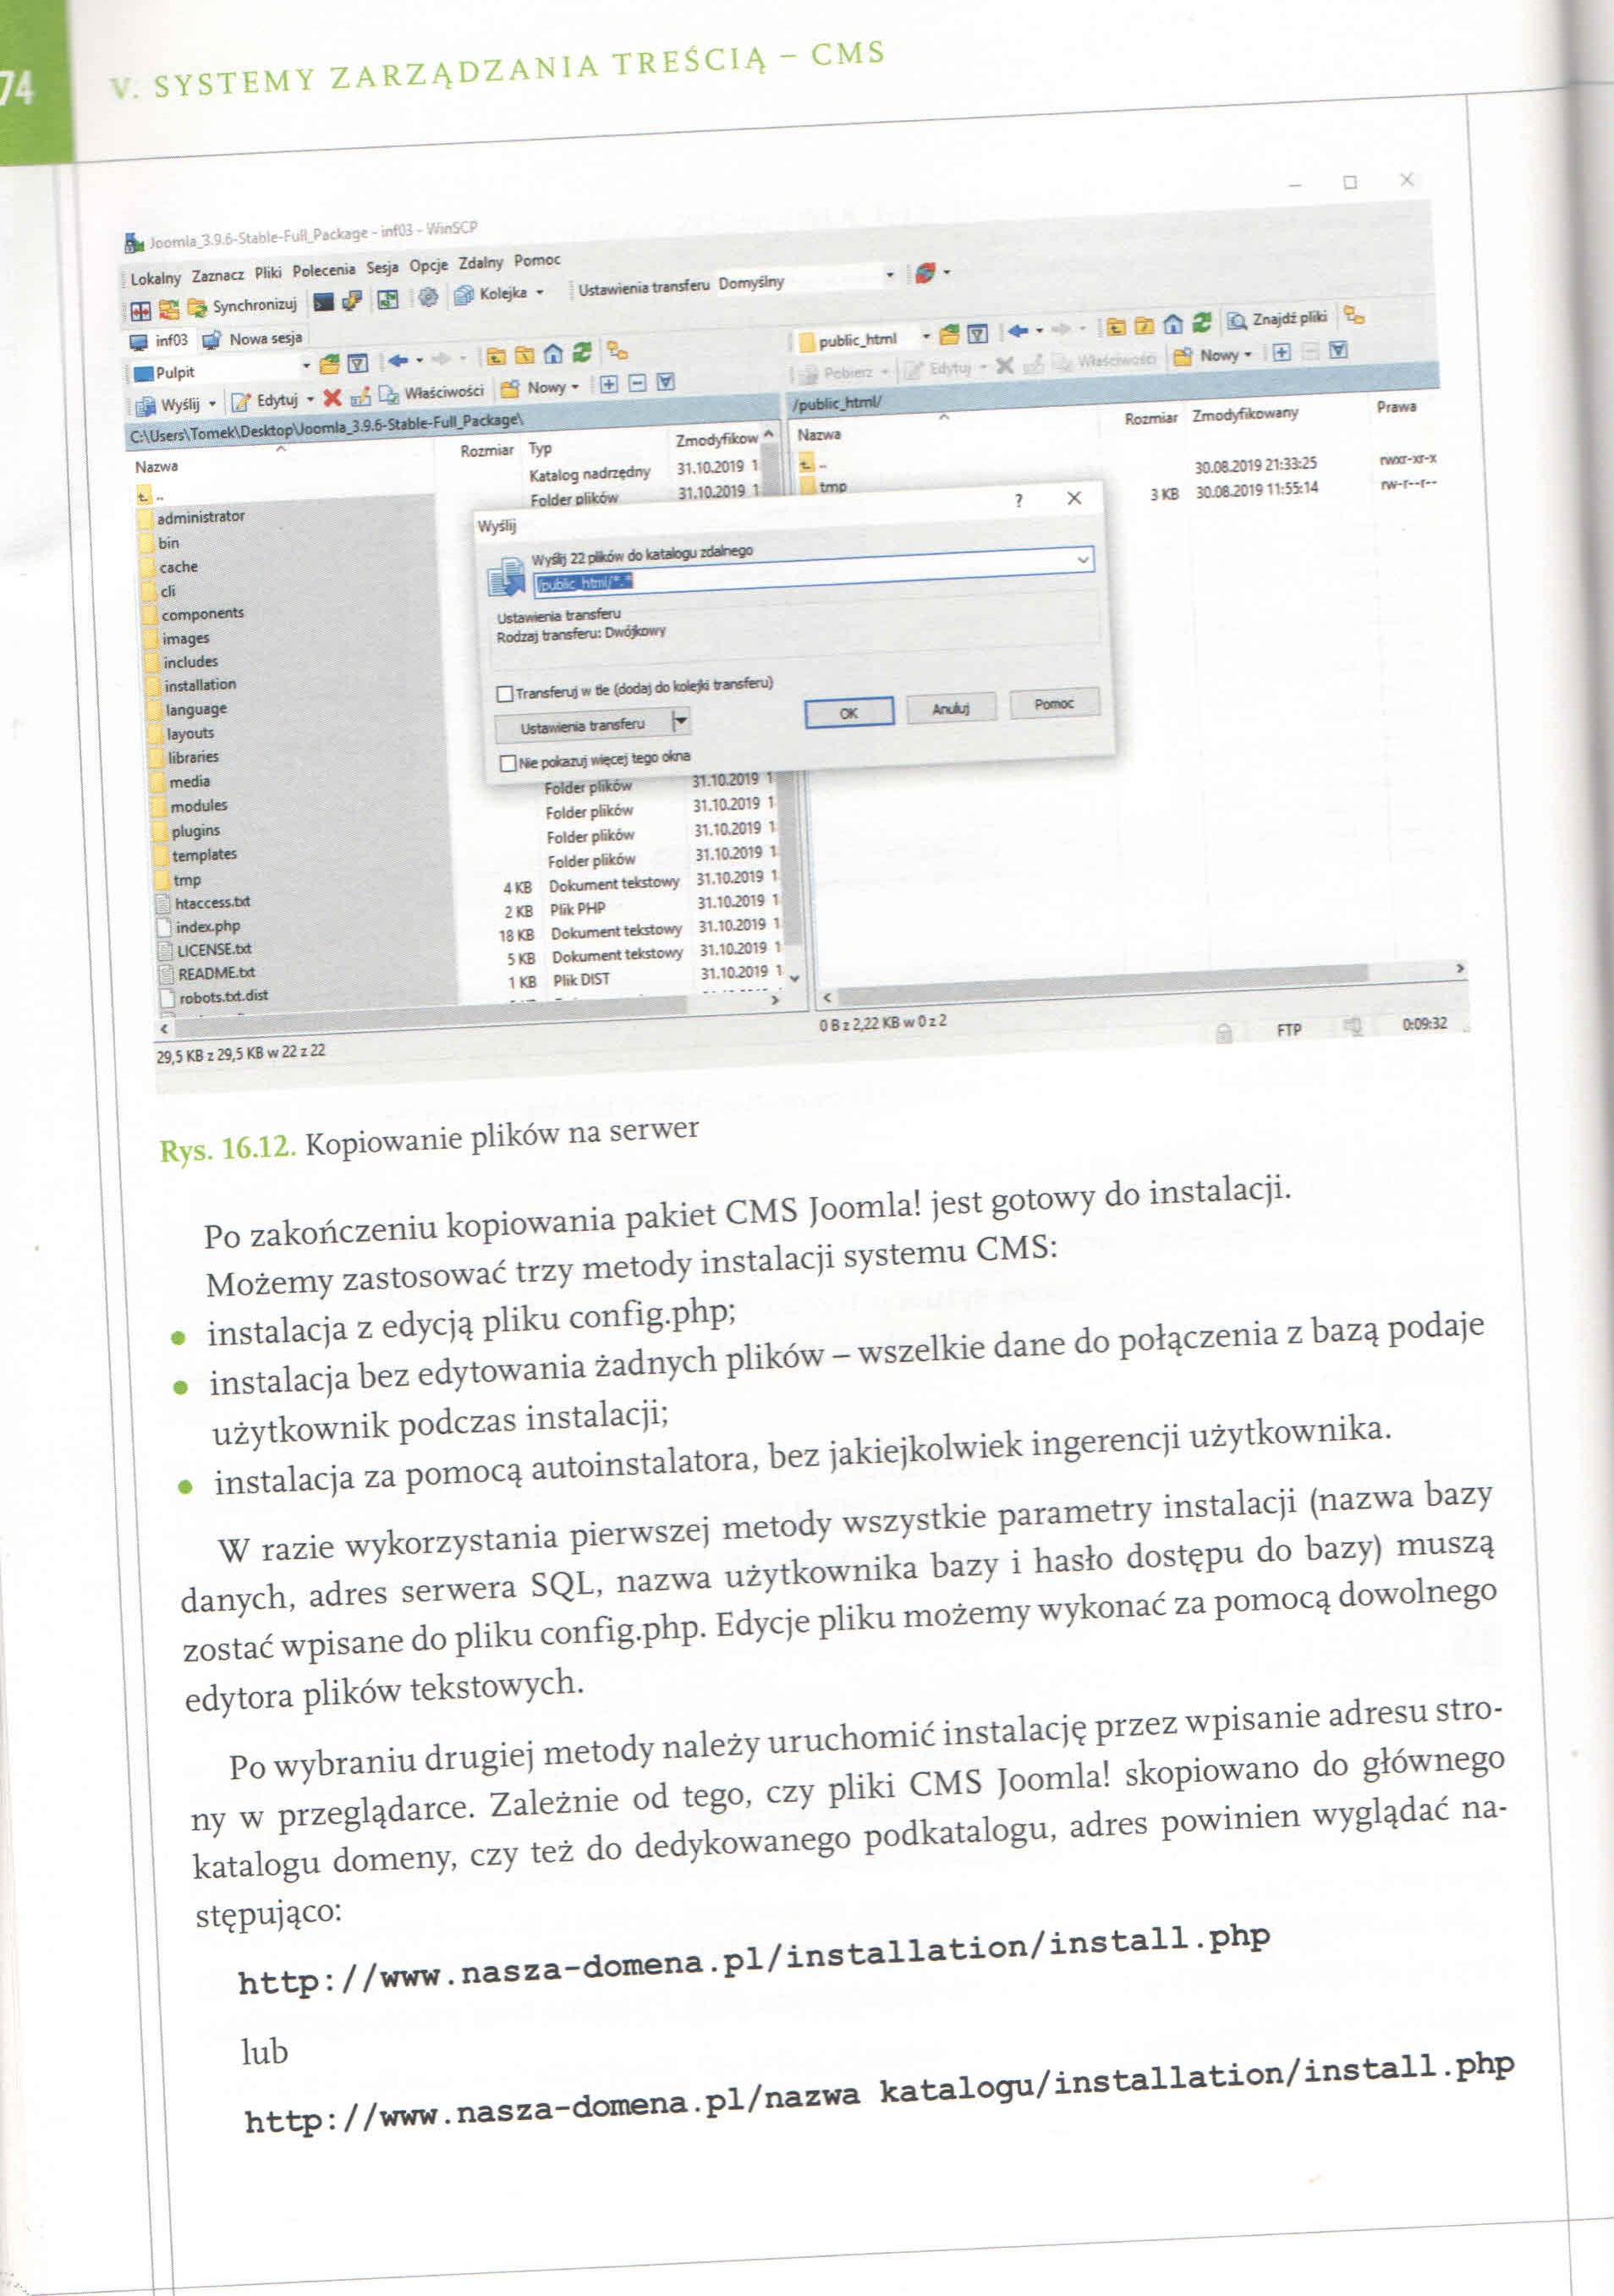 74
V. SYSTEMY ZARZĄDZANIA TREŚCIĄ – CMS
Joomla_3.9.6-Stable-Full_Package - inf03 - WinSCP
Lokalny Zaznacz Pliki Polecenia Sesja Opcje Zdalny Pomoc
Synchronizuj Kolejka Ustawienia transferu Domyślny
inf03 Nowa sesja
Pulpit
public_html Znajdź pliki
Wyślij Edytuj Właściwości Nowy
Pobierz Edytuj Właściwości Nowy
C:\Users\Tomek\Desktop\Joomla_3.9.6-Stable-Full_Package\
/public_html/
Nazwa Rozmiar Typ Zmodyfikow
Nazwa Rozmiar Zmodyfikowany Prawa
.. Katalog nadrzędny 31.10.2019 1
..
administrator Folder plików 31.10.2019 1
tmp 30.08.2019 21:33:25 rwxr-xr-x
3 KB 30.08.2019 11:55:14 rw-r--r--
bin
cache
cli
components
images
includes
installation
language
layouts
libraries
media
modules
plugins
templates
tmp
htaccess.txt
index.php
LICENSE.txt
README.txt
robots.txt.dist
Wyślij ? X
Wyślij 22 plików do katalogu zdalnego
/public_html/*.*
Ustawienia transferu
Rodzaj transferu: Dwójkowy
Transferuj w tle (dodaj do kolejki transferu)
Ustawienia transferu OK Anuluj Pomoc
Nie pokazuj więcej tego okna
Folder plików 31.10.2019 1
Folder plików 31.10.2019 1
Folder plików 31.10.2019 1
Folder plików 31.10.2019 1
4 KB Dokument tekstowy 31.10.2019 1
2 KB Plik PHP 31.10.2019 1
18 KB Dokument tekstowy 31.10.2019 1
5 KB Dokument tekstowy 31.10.2019 1
1 KB Plik DIST 31.10.2019 1
29,5 KB z 29,5 KB w 22 z 22
0 B z 2,22 KB w 0 z 2
FTP 0:09:32
Rys. 16.12. Kopiowanie plików na serwer
Po zakończeniu kopiowania pakiet CMS Joomla! jest gotowy do instalacji.
Możemy zastosować trzy metody instalacji systemu CMS:
• instalacja z edycją pliku config.php;
• instalacja bez edytowania żadnych plików – wszelkie dane do połączenia z bazą podaje
użytkownik podczas instalacji;
• instalacja za pomocą autoinstalatora, bez jakiejkolwiek ingerencji użytkownika.
W razie wykorzystania pierwszej metody wszystkie parametry instalacji (nazwa bazy
danych, adres serwera SQL, nazwa użytkownika bazy i hasło dostępu do bazy) muszą
zostać wpisane do pliku config.php. Edycje pliku możemy wykonać za pomocą dowolnego
edytora plików tekstowych.
Po wybraniu drugiej metody należy uruchomić instalację przez wpisanie adresu stro-
ny w przeglądarce. Zależnie od tego, czy pliki CMS Joomla! skopiowano do głównego
katalogu domeny, czy też do dedykowanego podkatalogu, adres powinien wyglądać na-
stępująco:
http://www.nasza-domena.pl/installation/install.php
lub
http://www.nasza-domena.pl/nazwa katalogu/installation/install.php